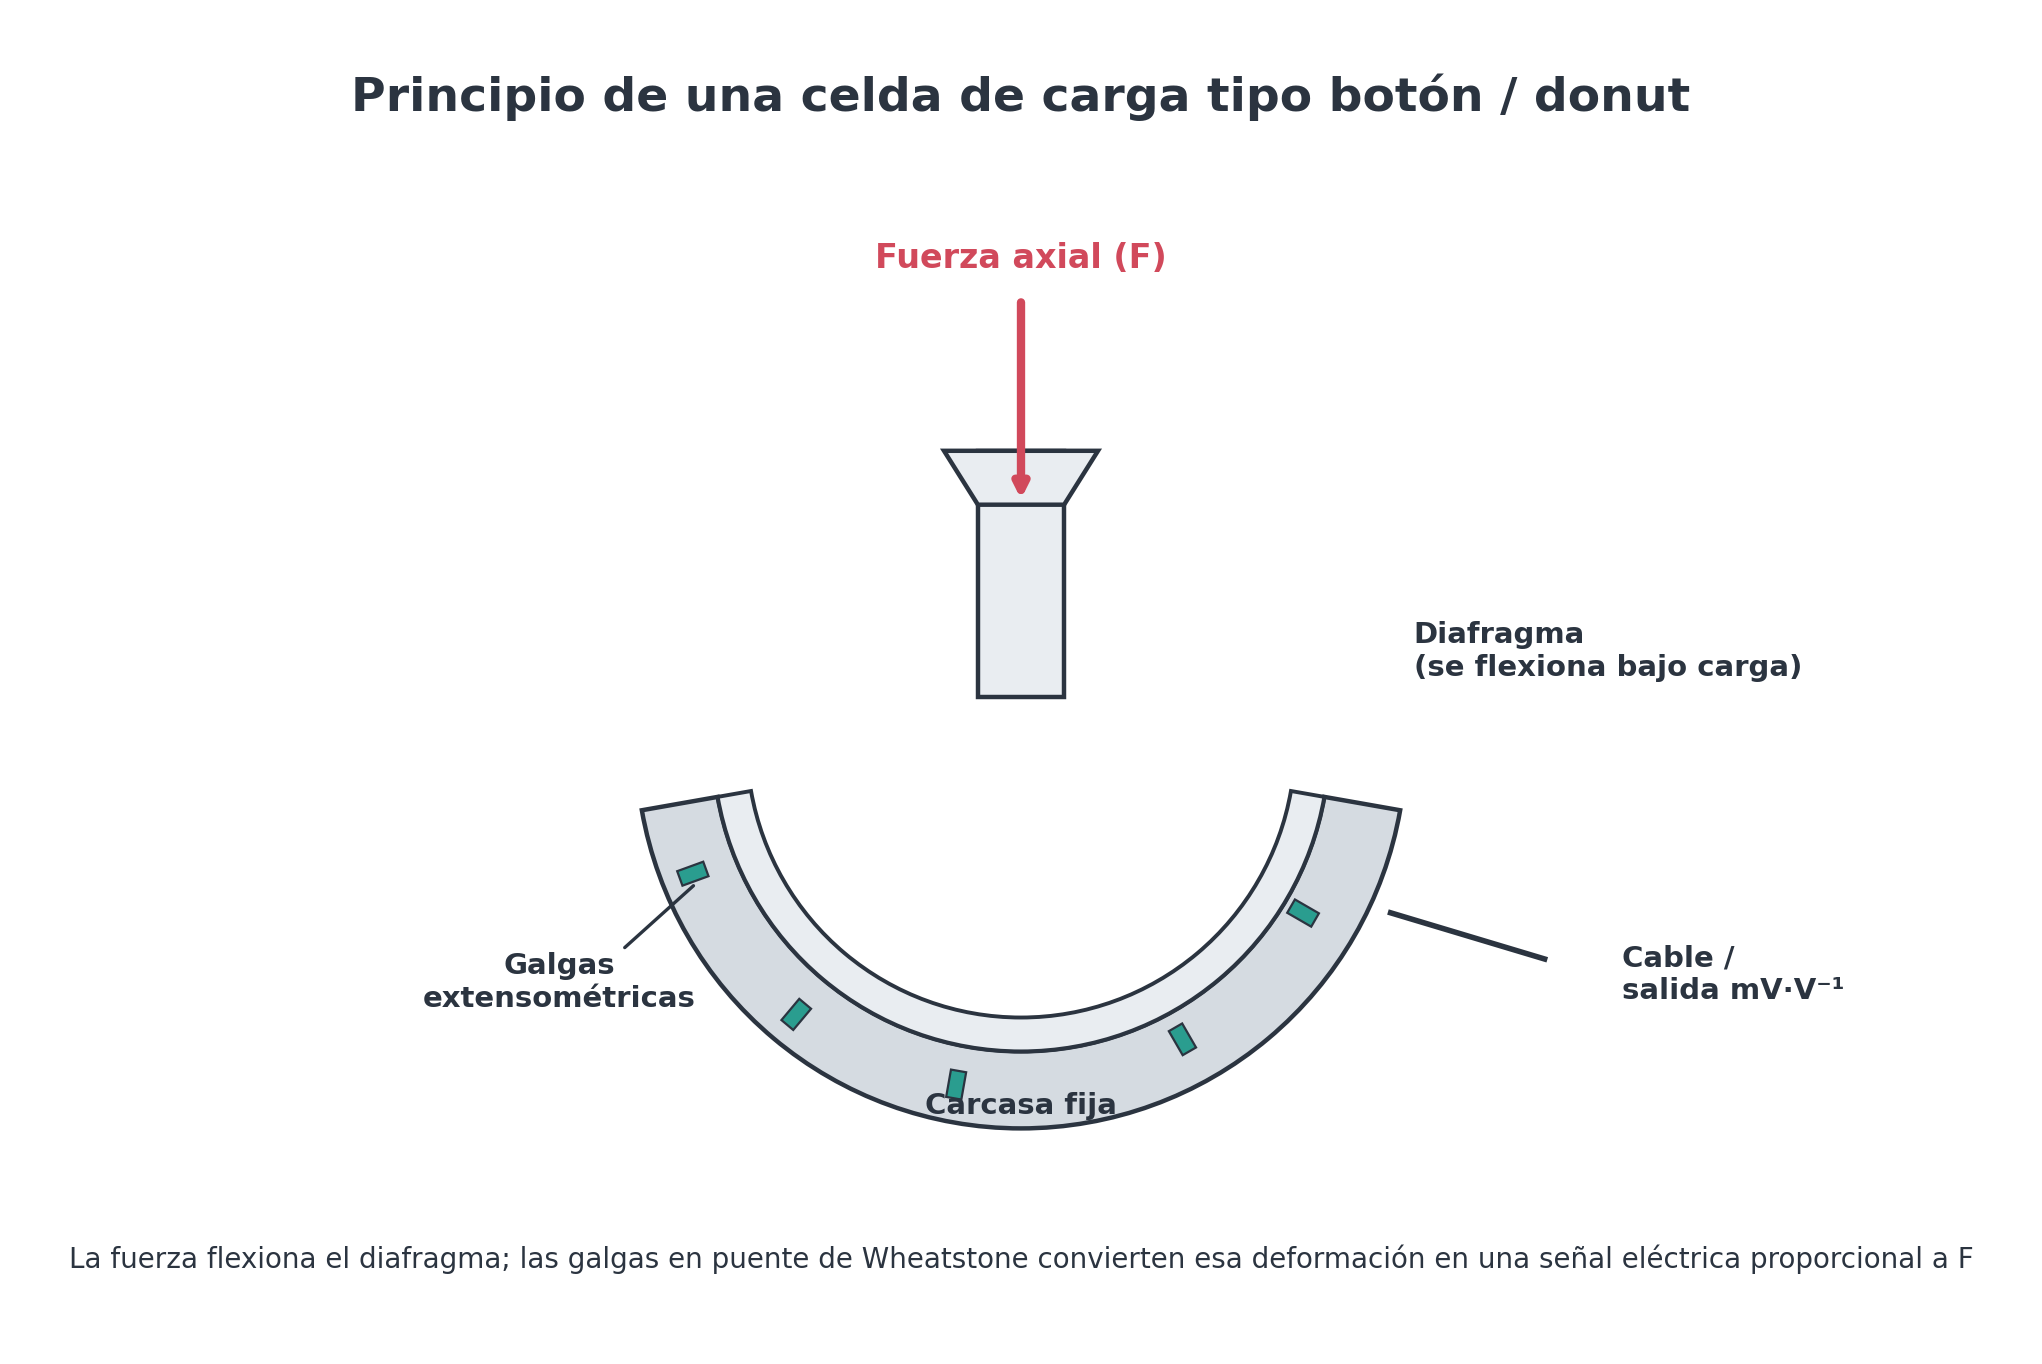 Principio de una celda de carga tipo botón / donut
Fuerza axial (F)
Diafragma
(se flexiona bajo carga)
Galgas
extensométricas
Cable /
salida mV·V⁻¹
Carcasa fija
La fuerza flexiona el diafragma; las galgas en puente de Wheatstone convierten esa deformación en una señal eléctrica proporcional a F